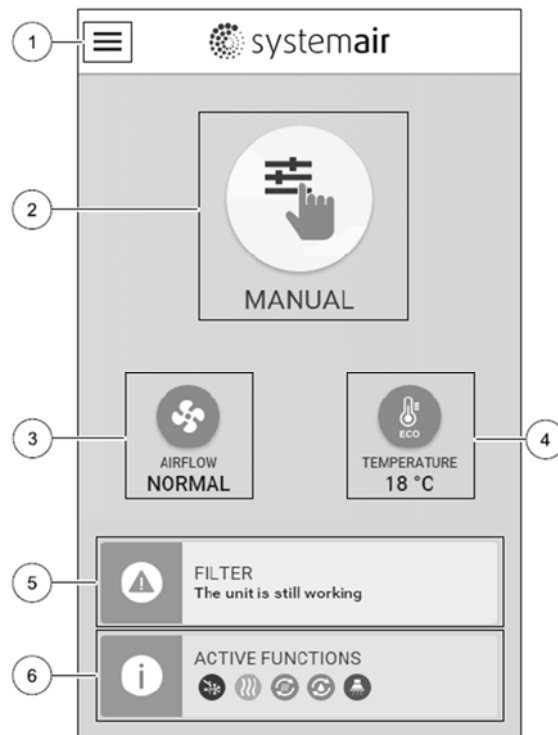 1
systemair
2
MANUAL
3
4
AIRFLOW
NORMAL
ECO
TEMPERATURE
18 °C
5
FILTER
The unit is still working
6
i
ACTIVE FUNCTIONS